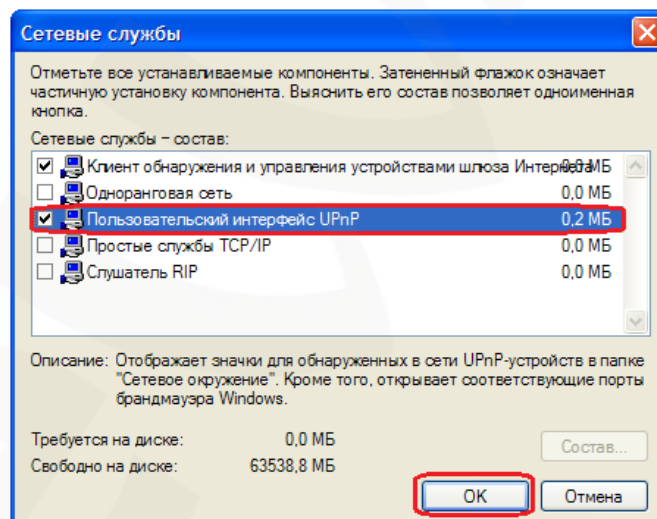 Сетевые службы
Отметьте все устанавливаемые компоненты. Затененный флажок означает
частичную установку компонента. Выяснить его состав позволяет одноименная
кнопка.
Сетевые службы – состав:
Клиент обнаружения и управления устройствами шлюза Интернета 0,0 МБ
Одноранговая сеть 0,0 МБ
Пользовательский интерфейс UPnP 0,2 МБ
Простые службы TCP/IP 0,0 МБ
Слушатель RIP 0,0 МБ
Описание: Отображает значки для обнаруженных в сети UPnP-устройств в папке
"Сетевое окружение". Кроме того, открывает соответствующие порты
брандмауэра Windows.
Требуется на диске: 0,0 МБ
Состав...
Свободно на диске: 63538,8 МБ
OK Отмена